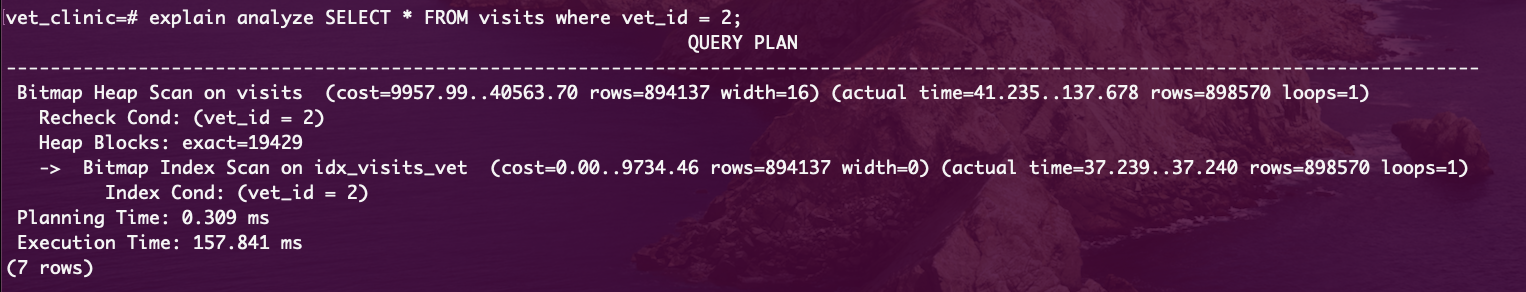 vet_clinic=# explain analyze SELECT * FROM visits where vet_id = 2;
QUERY PLAN
--------------------------------------------------------------------------------------------------------------------------------------
Bitmap Heap Scan on visits  (cost=9957.99..40563.70 rows=894137 width=16) (actual time=41.235..137.678 rows=898570 loops=1)
  Recheck Cond: (vet_id = 2)
  Heap Blocks: exact=19429
  ->  Bitmap Index Scan on idx_visits_vet  (cost=0.00..9734.46 rows=894137 width=0) (actual time=37.239..37.240 rows=898570 loops=1)
        Index Cond: (vet_id = 2)
Planning Time: 0.309 ms
Execution Time: 157.841 ms
(7 rows)